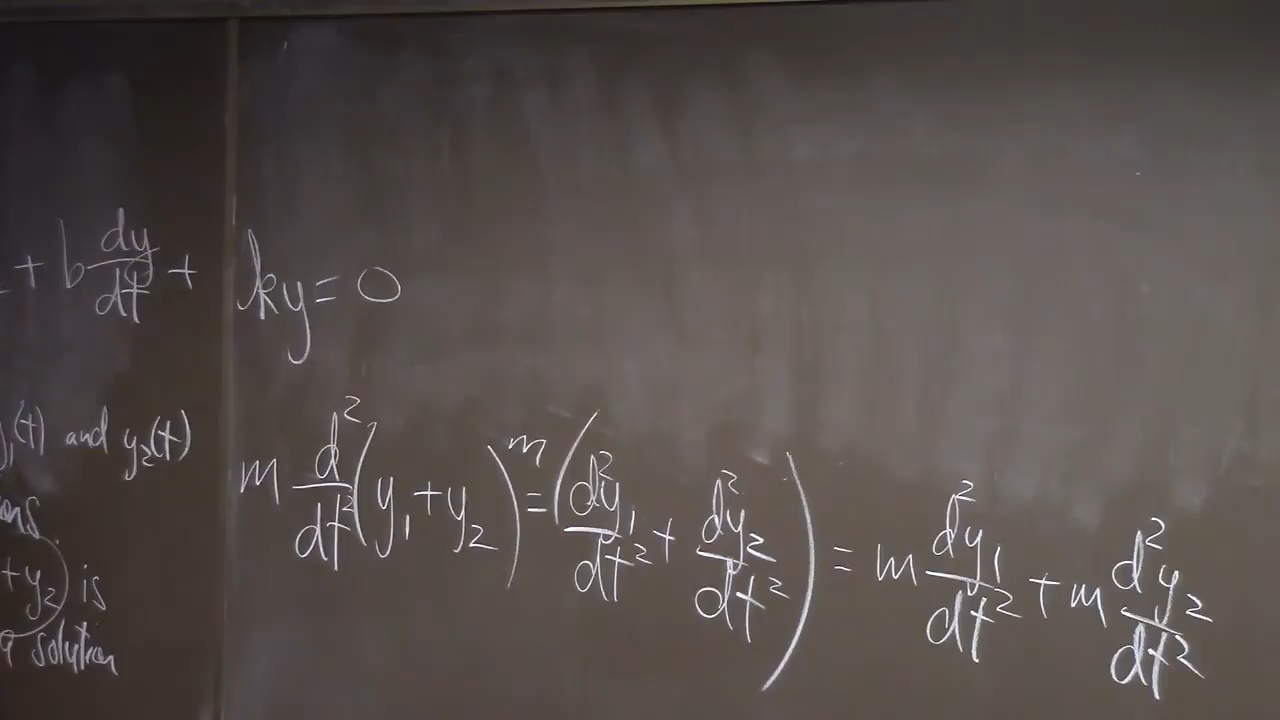 + b dy/dt + ky = 0
y₁(t) and y₂(t)
+y₂) is
a solution
m d²/dt² (y₁ + y₂) = m (d²y₁/dt² + d²y₂/dt²) = m d²y₁/dt² + m d²y₂/dt²